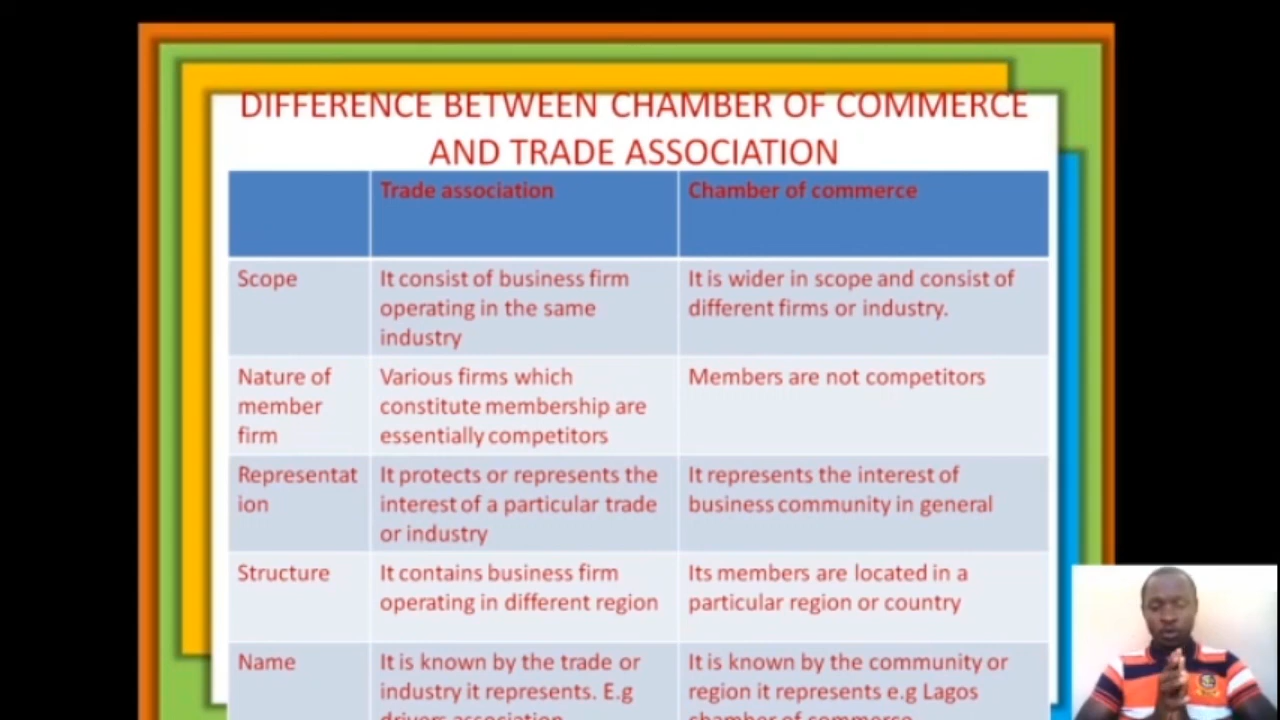 DIFFERENCE BETWEEN CHAMBER OF COMMERCE
AND TRADE ASSOCIATION
Trade association
Chamber of commerce
Scope
It consist of business firm
operating in the same
industry
It is wider in scope and consist of
different firms or industry.
Nature of
member
firm
Various firms which
constitute membership are
essentially competitors
Members are not competitors
Representat
ion
It protects or represents the
interest of a particular trade
or industry
It represents the interest of
business community in general
Structure
It contains business firm
operating in different region
Its members are located in a
particular region or country
Name
It is known by the trade or
industry it represents. E.g
drivers association
It is known by the community or
region it represents e.g Lagos
chamber of commerce